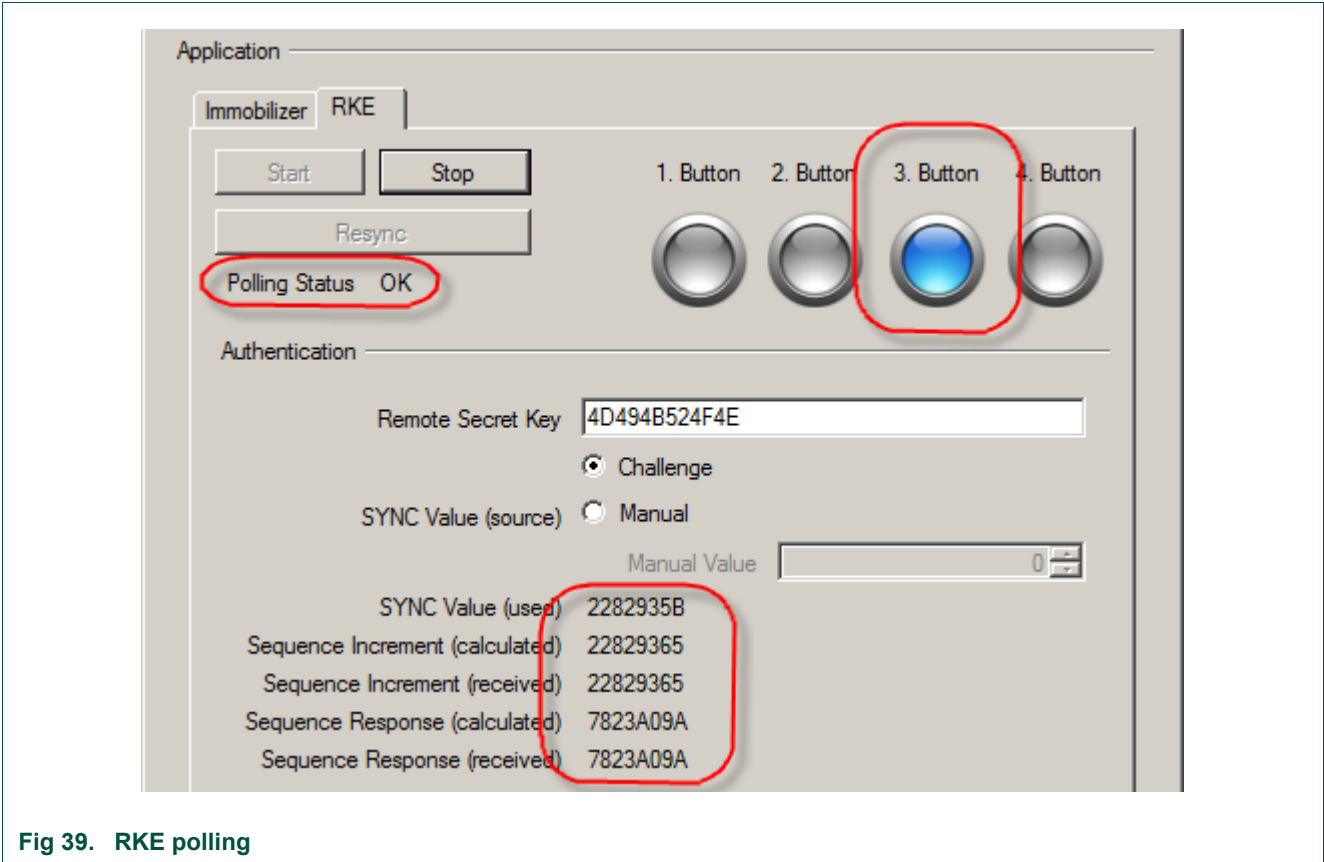 Application
Immobilizer RKE
Start Stop 1. Button 2. Button 3. Button 4. Button
Resync
Polling Status OK
Authentication
Remote Secret Key 4D494B524F4E
Challenge
SYNC Value (source) Manual
Manual Value 0
SYNC Value (used) 2282935B
Sequence Increment (calculated) 22829365
Sequence Increment (received) 22829365
Sequence Response (calculated) 7823A09A
Sequence Response (received) 7823A09A
Fig 39. RKE polling